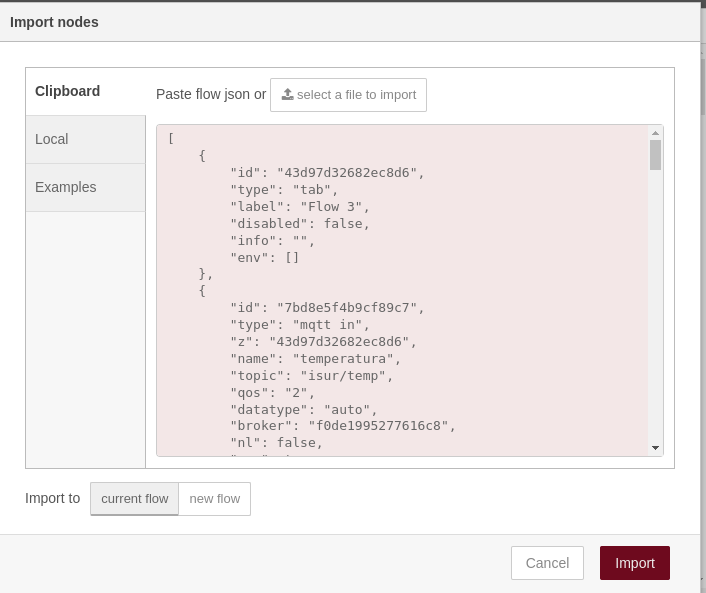 Import nodes
Clipboard
Local
Examples
Paste flow json or select a file to import
[
    {
        "id": "43d97d32682ec8d6",
        "type": "tab",
        "label": "Flow 3",
        "disabled": false,
        "info": "",
        "env": []
    },
    {
        "id": "7bd8e5f4b9cf89c7",
        "type": "mqtt in",
        "z": "43d97d32682ec8d6",
        "name": "temperatura",
        "topic": "isur/temp",
        "qos": "2",
        "datatype": "auto",
        "broker": "f0de1995277616c8",
        "nl": false,
Import to current flow new flow
Cancel Import